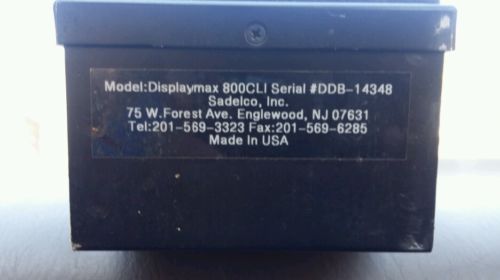 Model:Displaymax 800CLI Serial #DDB-14348
Sadelco, Inc.
75 W.Forest Ave. Englewood, NJ 07631
Tel:201-569-3323 Fax:201-569-6285
Made In USA